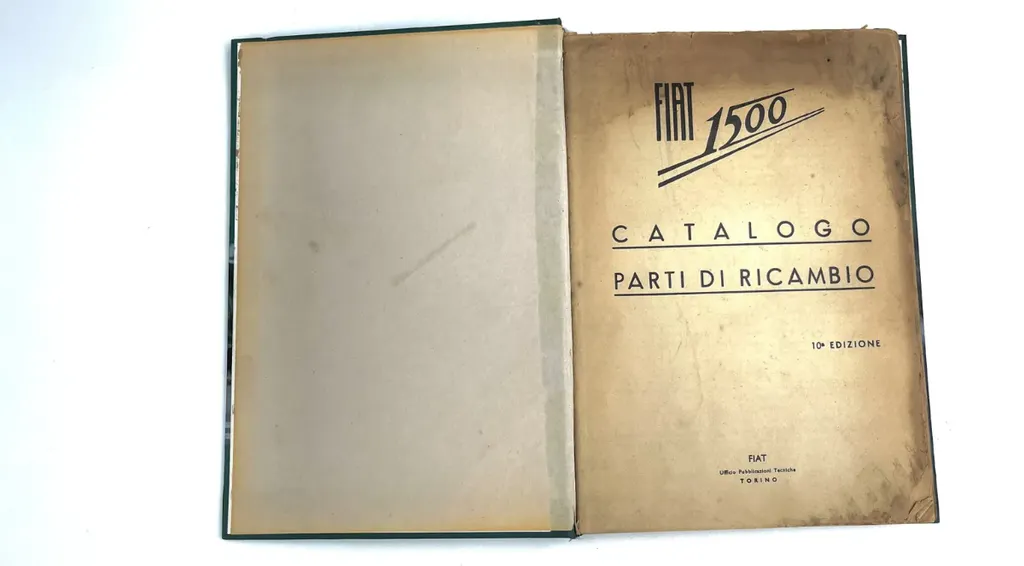 FIAT 1500
CATALOGO
PARTI DI RICAMBIO
10ª EDIZIONE
FIAT
Ufficio Pubblicazioni Tecniche
TORINO